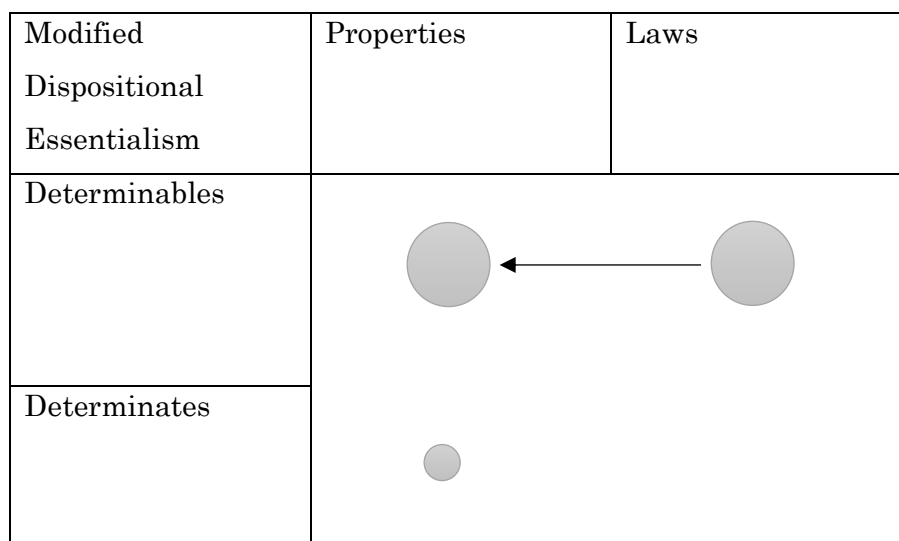 Modified
Dispositional
Essentialism
Properties
Laws
Determinables
Determinates